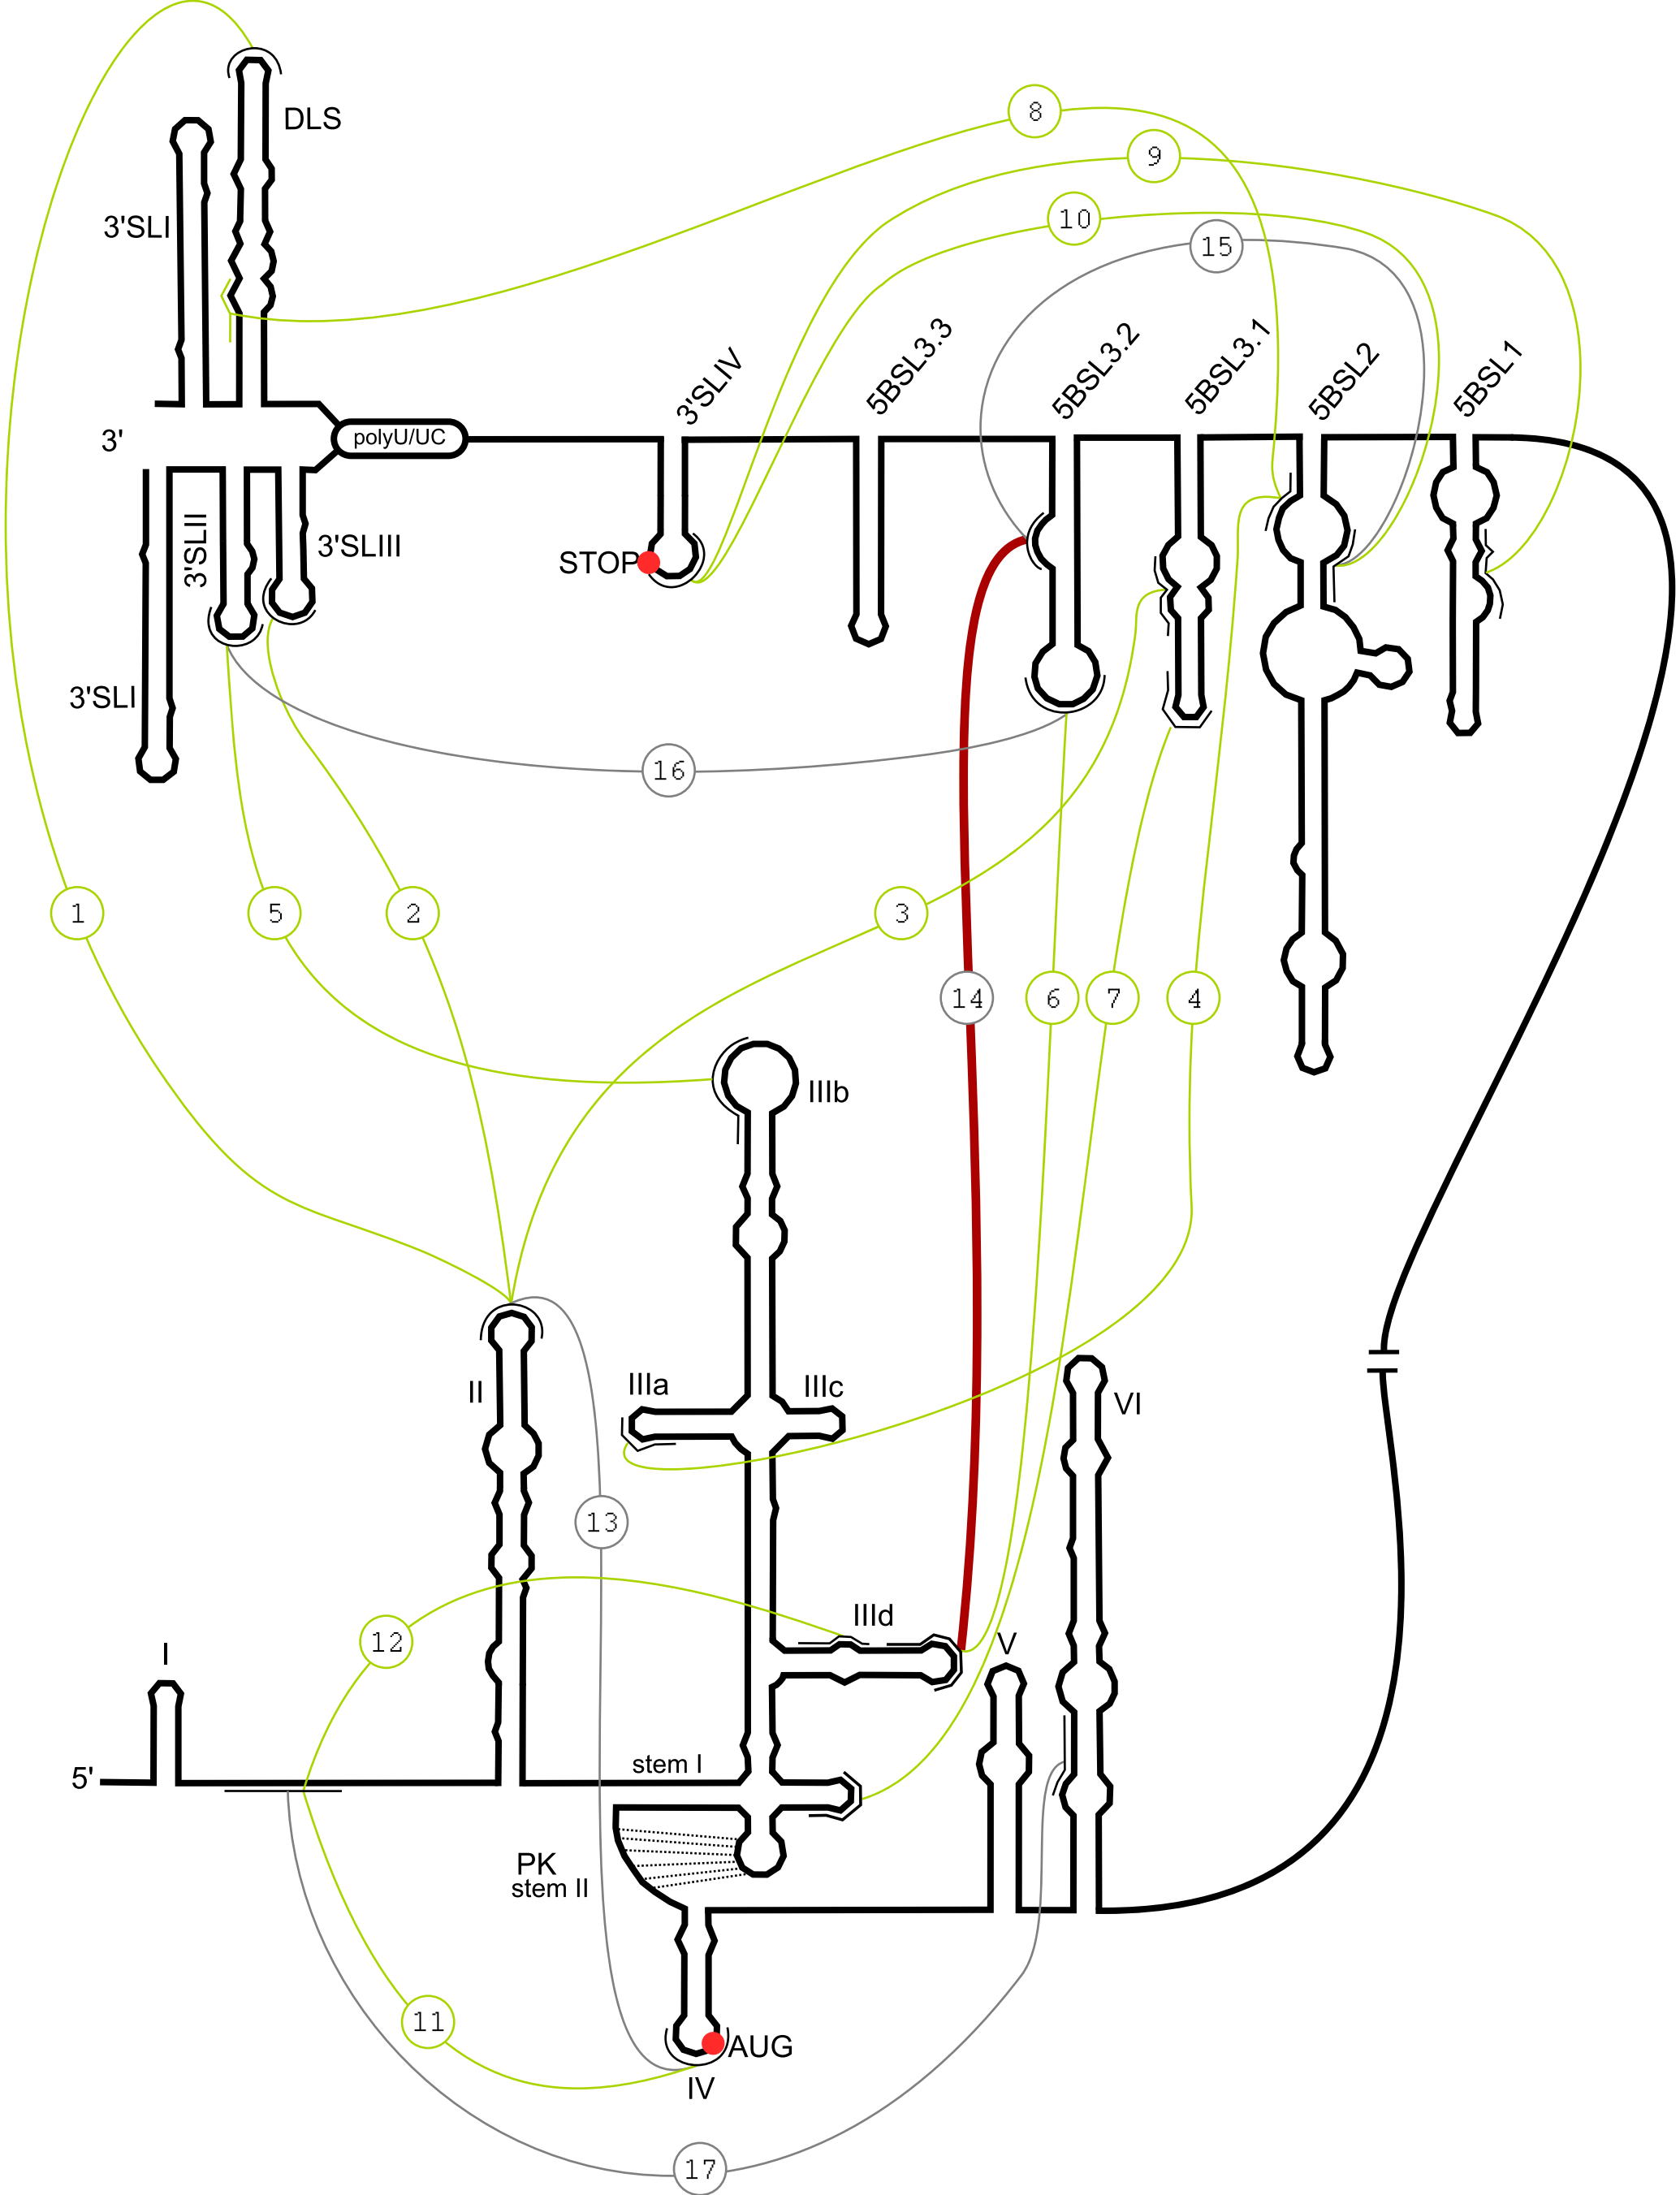 DLS
8
9
3'SLI
10
15
3'SLIV
5BSL3.3
5BSL3.2
5BSL3.1
5BSL2
5BSL1
3'
polyU/UC
3'SLII
3'SLIII
STOP
3'SLI
16
1
5
2
3
14
6
7
4
IIIb
II
IIIa
IIIc
VI
13
12
IIId
I
V
5'
stem I
PK
stem II
11
AUG
IV
17